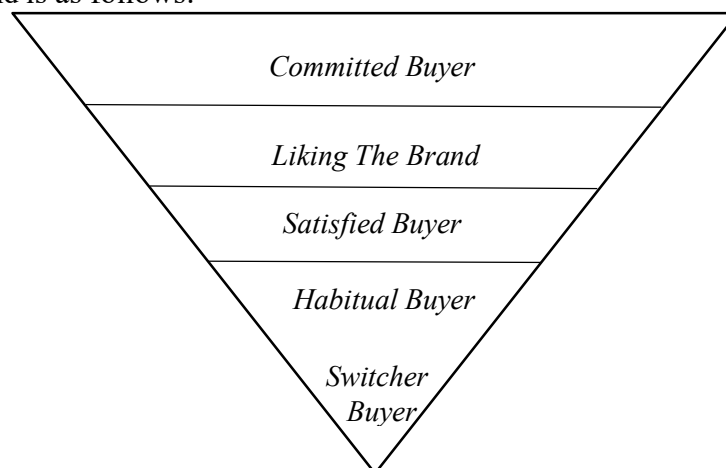 is as follows:
Committed Buyer
Liking The Brand
Satisfied Buyer
Habitual Buyer
Switcher
Buyer